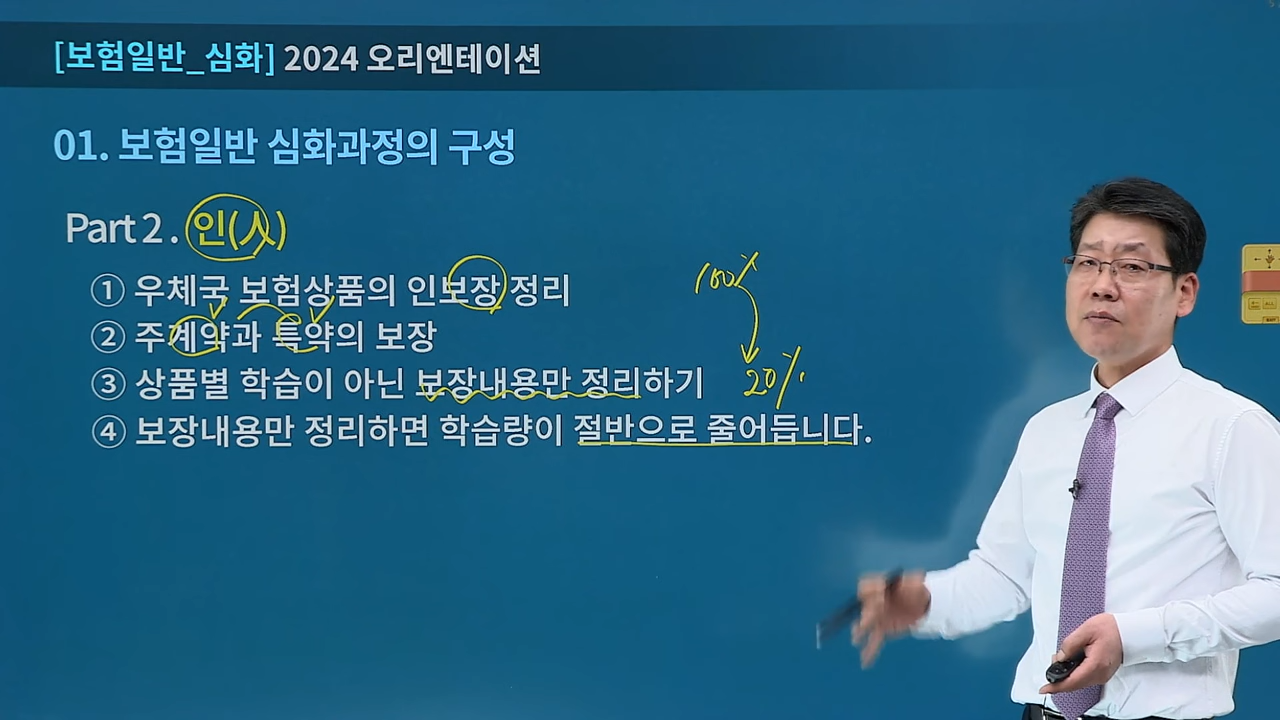 [보험일반_심화] 2024 오리엔테이션
01. 보험일반 심화과정의 구성
Part 2 . 인(人)
① 우체국 보험상품의 인보장 정리
② 주계약과 특약의 보장
③ 상품별 학습이 아닌 보장내용만 정리하기
④ 보장내용만 정리하면 학습량이 절반으로 줄어듭니다.
100%
20%